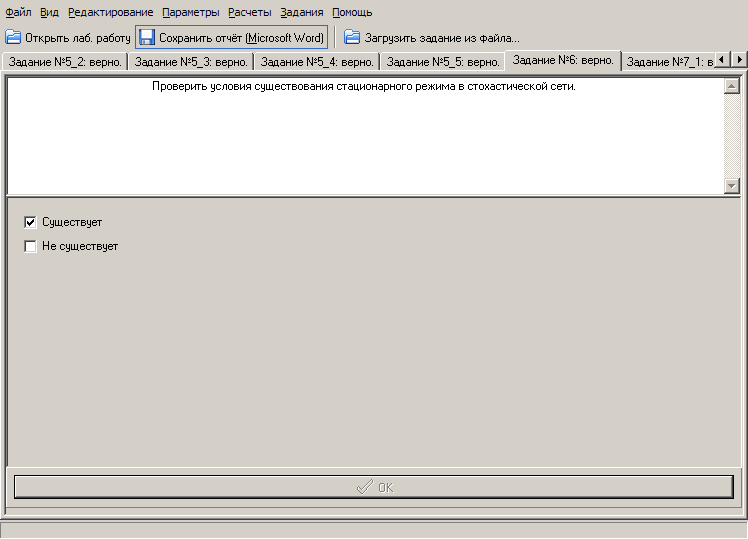 Файл Вид Редактирование Параметры Расчеты Задания Помощь
Открыть лаб. работу Сохранить отчёт (Microsoft Word) Загрузить задание из файла...
Задание №5_2: верно. Задание №5_3: верно. Задание №5_4: верно. Задание №5_5: верно. Задание №6: верно. Задание №7_1: в
Проверить условия существования стационарного режима в стохастической сети.
Существует
Не существует
OK